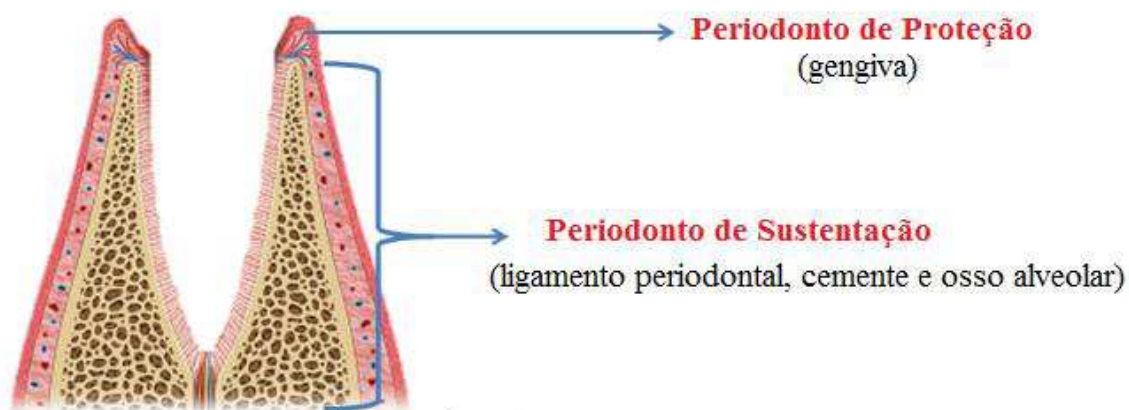 Periodonto de Proteção
(gengiva)
Periodonto de Sustentação
(ligamento periodontal, cemente e osso alveolar)